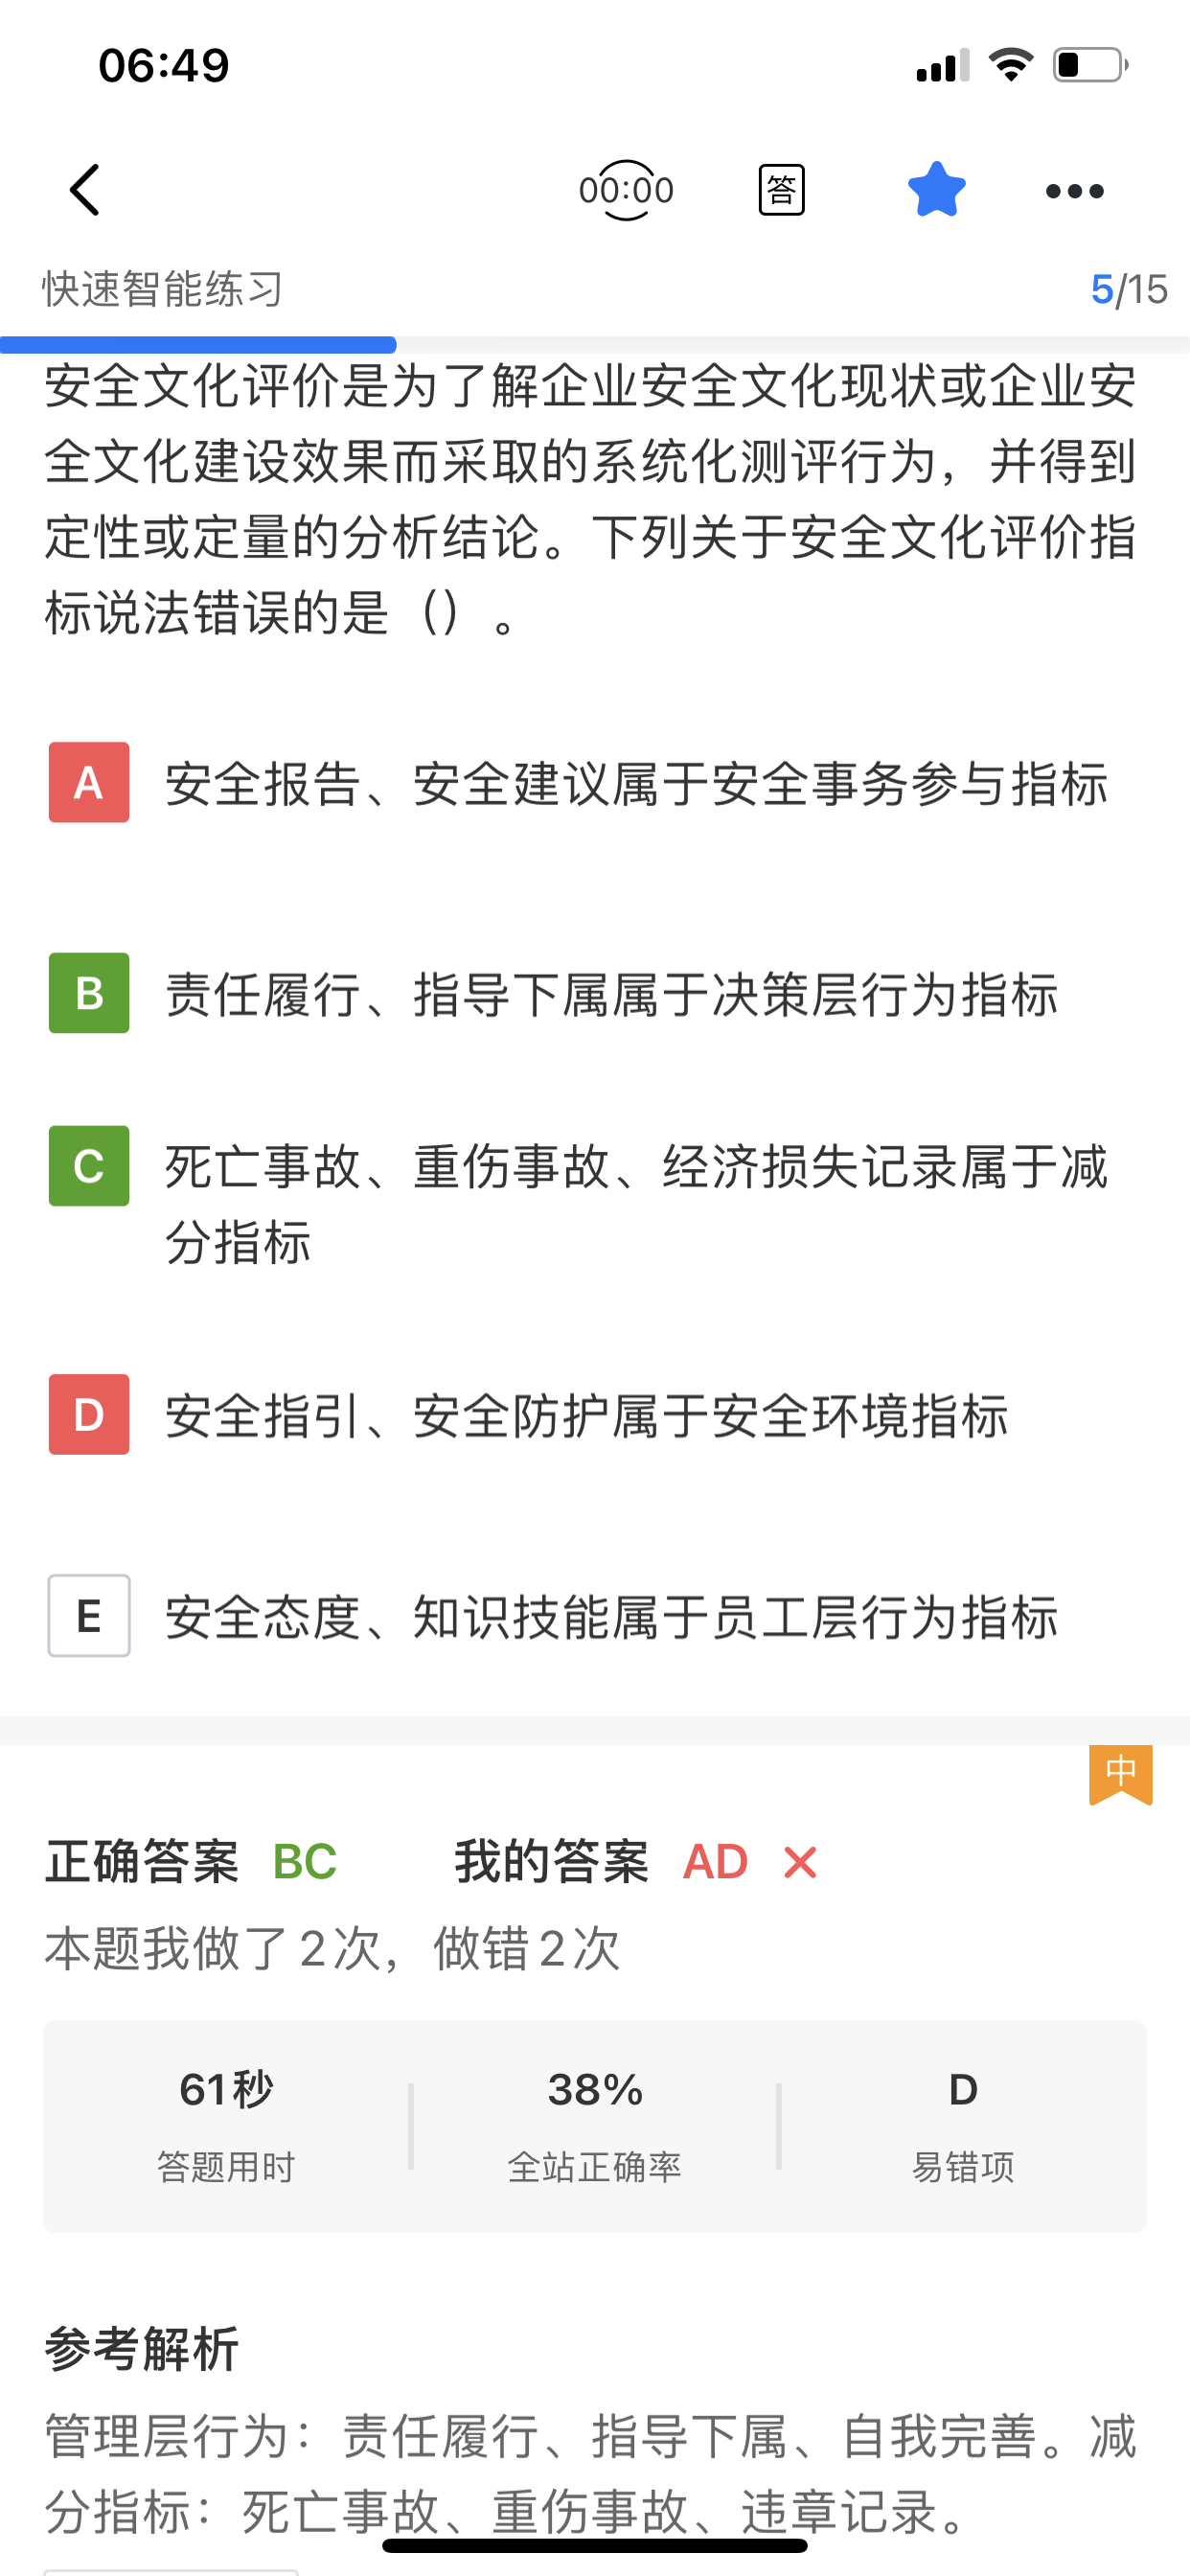 06:49
00:00
答
快速智能练习
5/15
安全文化评价是为了解企业安全文化现状或企业安
全文化建设效果而采取的系统化测评行为，并得到
定性或定量的分析结论。下列关于安全文化评价指
标说法错误的是（）。
A 安全报告、安全建议属于安全事务参与指标
B 责任履行、指导下属属于决策层行为指标
C 死亡事故、重伤事故、经济损失记录属于减
分指标
D 安全指引、安全防护属于安全环境指标
E 安全态度、知识技能属于员工层行为指标
中
正确答案 BC 我的答案 AD
本题我做了2次，做错2次
61秒 38% D
答题用时 全站正确率 易错项
参考解析
管理层行为：责任履行、指导下属、自我完善。减
分指标：死亡事故、重伤事故、违章记录。